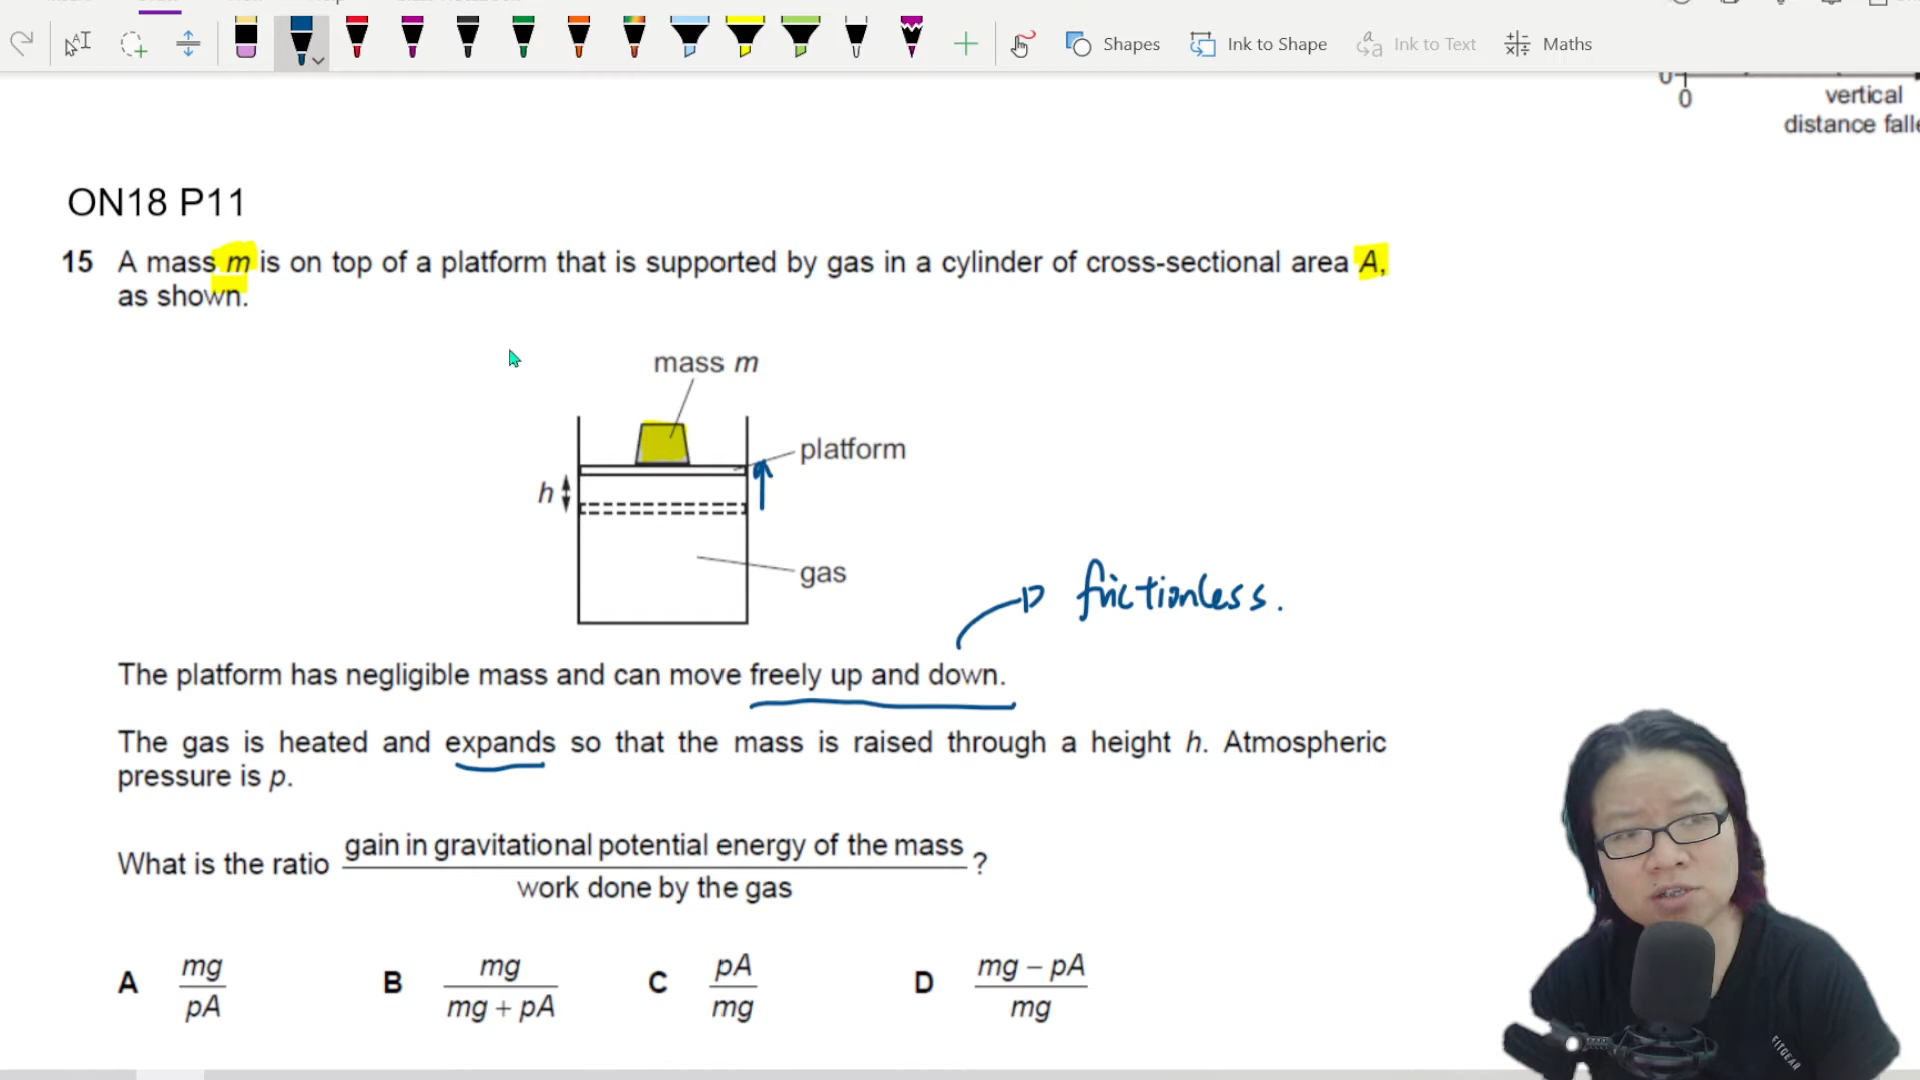 Shapes
Ink to Shape
Ink to Text
Maths
0
vertical
distance falle
ON18 P11
15 A mass m is on top of a platform that is supported by gas in a cylinder of cross-sectional area A,
as shown.
mass m
platform
h
gas
frictionless.
The platform has negligible mass and can move freely up and down.
The gas is heated and expands so that the mass is raised through a height h. Atmospheric
pressure is p.
What is the ratio gain in gravitational potential energy of the mass / work done by the gas ?
A mg / pA
B mg / mg + pA
C pA / mg
D mg – pA / mg
FITGEAR